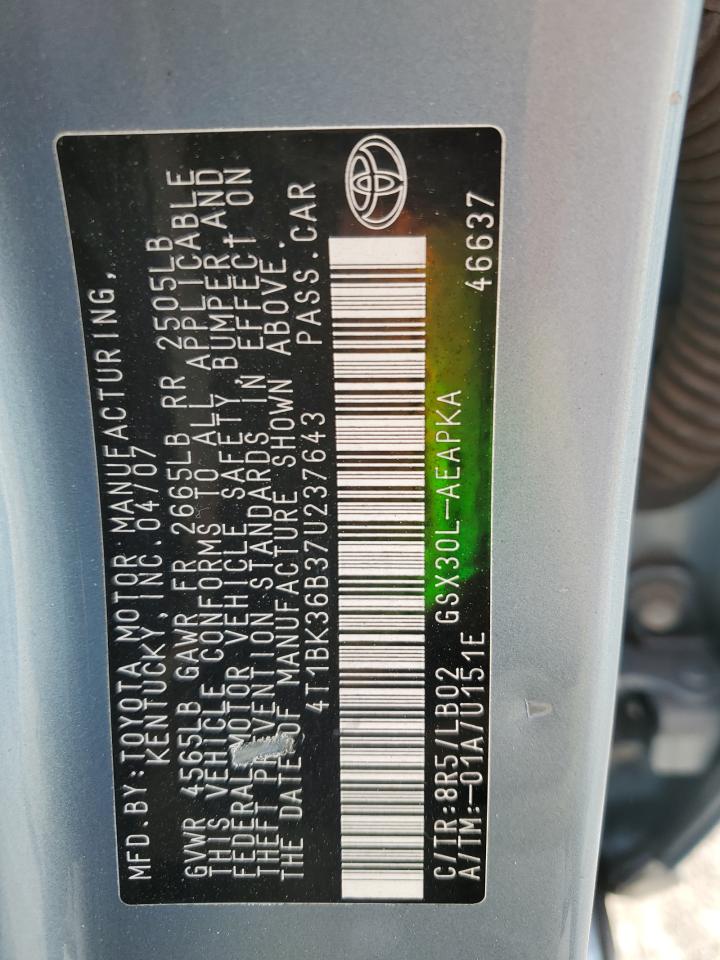 MFD. BY: TOYOTA MOTOR MANUFACTURING,
KENTUCKY, INC. 04/07
GVWR 4565LB GAWR FR 2665LB RR 2505LB
THIS VEHICLE CONFORMS TO ALL APPLICABLE
FEDERAL MOTOR VEHICLE SAFETY, BUMPER AND
THEFT PREVENTION STANDARDS IN EFFECT ON
THE DATE OF MANUFACTURE SHOWN ABOVE.
4T1BK36B37U237643 PASS. CAR
C/TR: 8R5/LB02 GSX30L-AEAPKA
A/TM: -01A/U151E 46637